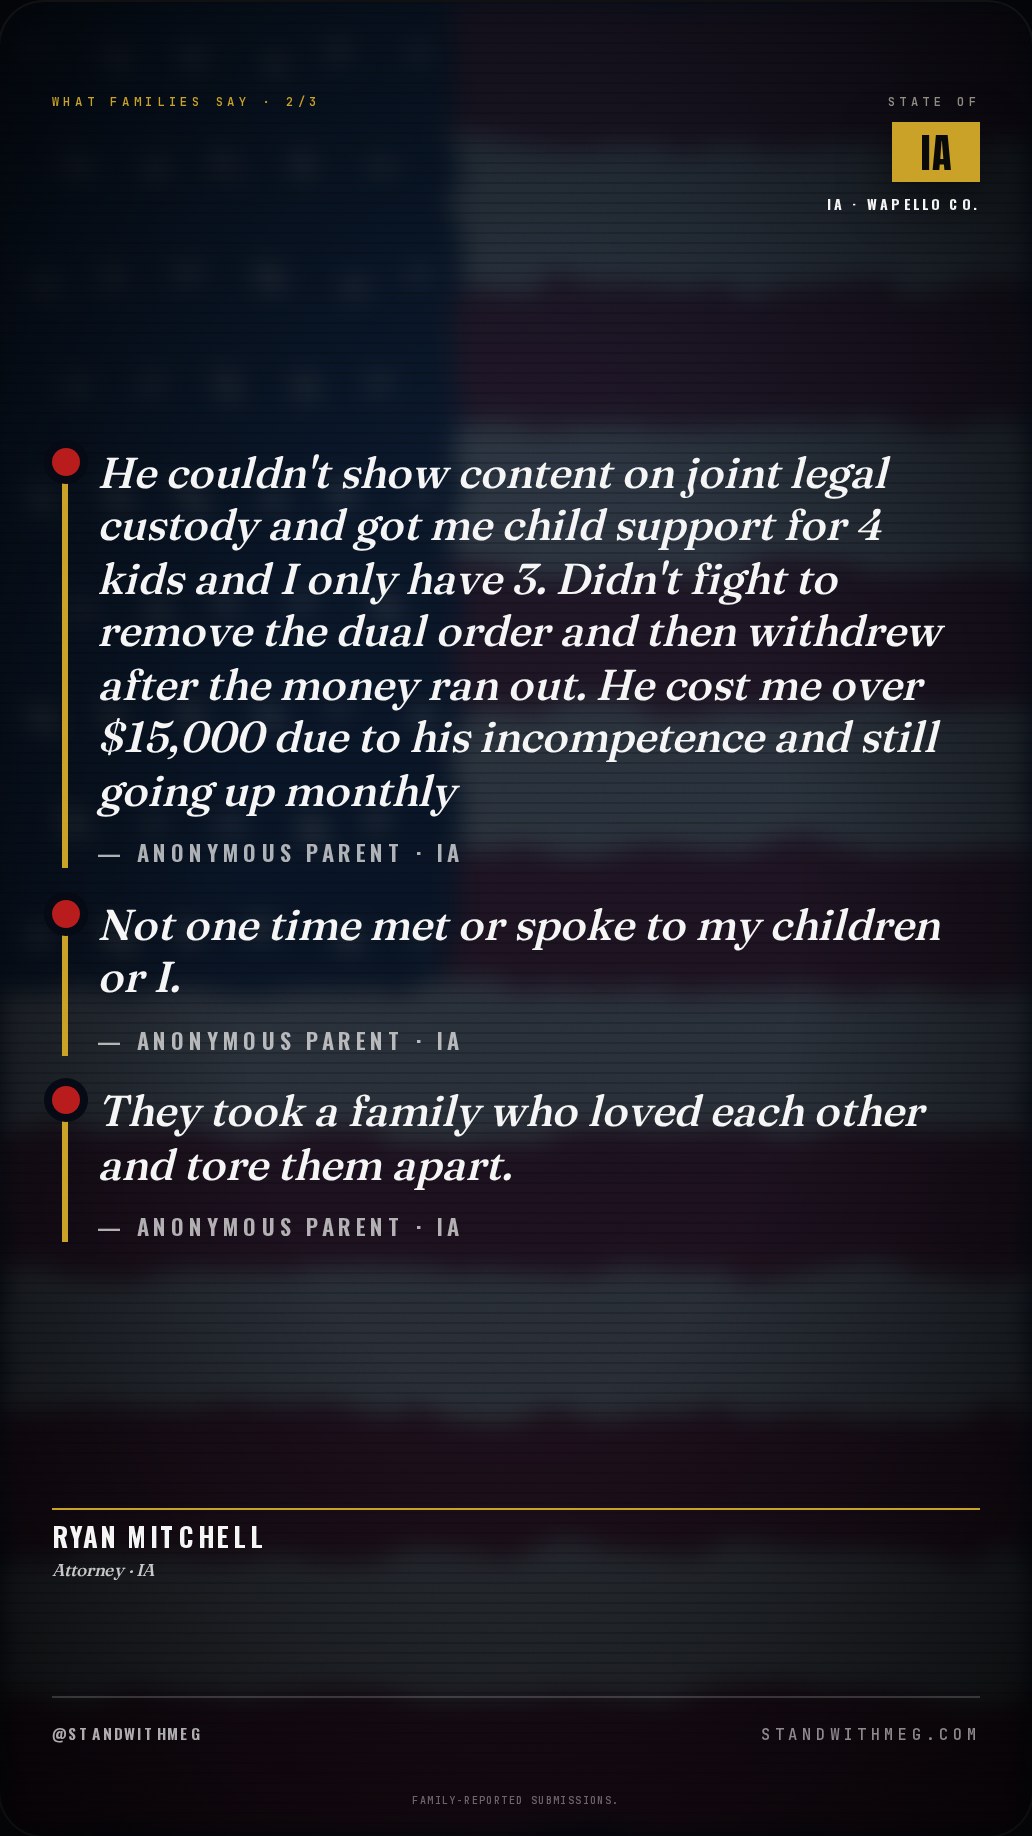 WHAT FAMILIES SAY · 2/3
STATE OF
IA
IA · WAPELLO CO.
He couldn't show content on joint legal
custody and got me child support for 4
kids and I only have 3. Didn't fight to
remove the dual order and then withdrew
after the money ran out. He cost me over
$15,000 due to his incompetence and still
going up monthly
— ANONYMOUS PARENT · IA
Not one time met or spoke to my children
or I.
— ANONYMOUS PARENT · IA
They took a family who loved each other
and tore them apart.
— ANONYMOUS PARENT · IA
RYAN MITCHELL
Attorney · IA
@STANDWITHMEG
STANDWITHMEG.COM
FAMILY-REPORTED SUBMISSIONS.